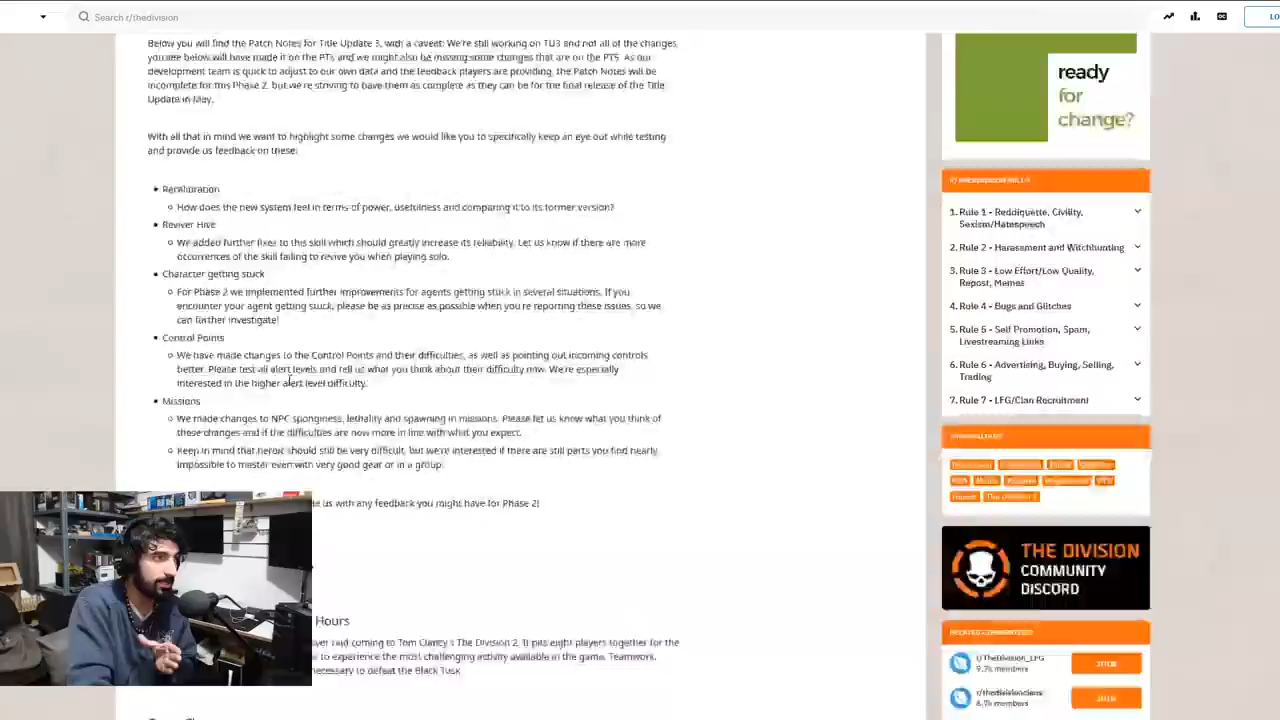 Search r/thedivision
Below you will find the Patch Notes for Title Update 3, with a caveat: We're still working on TU3 and not all of the changes
you see below will have made it on the PTS and we might also be missing some changes that are on the PTS. As our
development team is quick to adjust to our own data and the feedback players are providing, the Patch Notes will be
incomplete for this Phase 2, but we're striving to have them as complete as they can be for the final release of the Title
Update in May.
With all that in mind we want to highlight some changes we would like you to specifically keep an eye out while testing
and provide us feedback on these:
Recalibration
How does the new system feel in terms of power, usefulness and comparing it to its former version?
Reviver Hive
We added further fixes to this skill which should greatly increase its reliability. Let us know if there are more
occurrences of the skill failing to revive you when playing solo.
Character getting stuck
For Phase 2 we implemented further improvements for agents getting stuck in several situations. If you
encounter your agent getting stuck, please be as precise as possible when you're reporting these issues, so we
can further investigate!
Control Points
We have made changes to the Control Points and their difficulties, as well as pointing out incoming controls
better. Please test all alert levels and tell us what you think about their difficulty now. We're especially
interested in the higher alert level difficulty.
Missions
We made changes to NPC sponginess, lethality and spawning in missions. Please let us know what you think of
these changes and if the difficulties are now more in line with what you expect.
Keep in mind that heroic should still be very difficult, but we're interested if there are still parts you find nearly
impossible to master even with very good gear or in a group.
us with any feedback you might have for Phase 2!
Hours
raid coming to Tom Clancy's The Division 2. It pits eight players together for the
to experience the most challenging activity available in the game. Teamwork,
necessary to defeat the Black Tusk
LO
ready
for
change?
1. Rule 1 - Reddiquette, Civility,
Sexism/Hatespeech
2. Rule 2 - Harassment and Witchhunting
3. Rule 3 - Low Effort/Low Quality,
Repost, Memes
4. Rule 4 - Bugs and Glitches
5. Rule 5 - Self Promotion, Spam,
Livestreaming Links
6. Rule 6 - Advertising, Buying, Selling,
Trading
7. Rule 7 - LFG/Clan Recruitment
THE DIVISION
COMMUNITY
DISCORD
RELATED COMMUNITIES
r/TheDivision_LFG
9.7k members
JOIN
r/thedivisionclans
members
JOIN